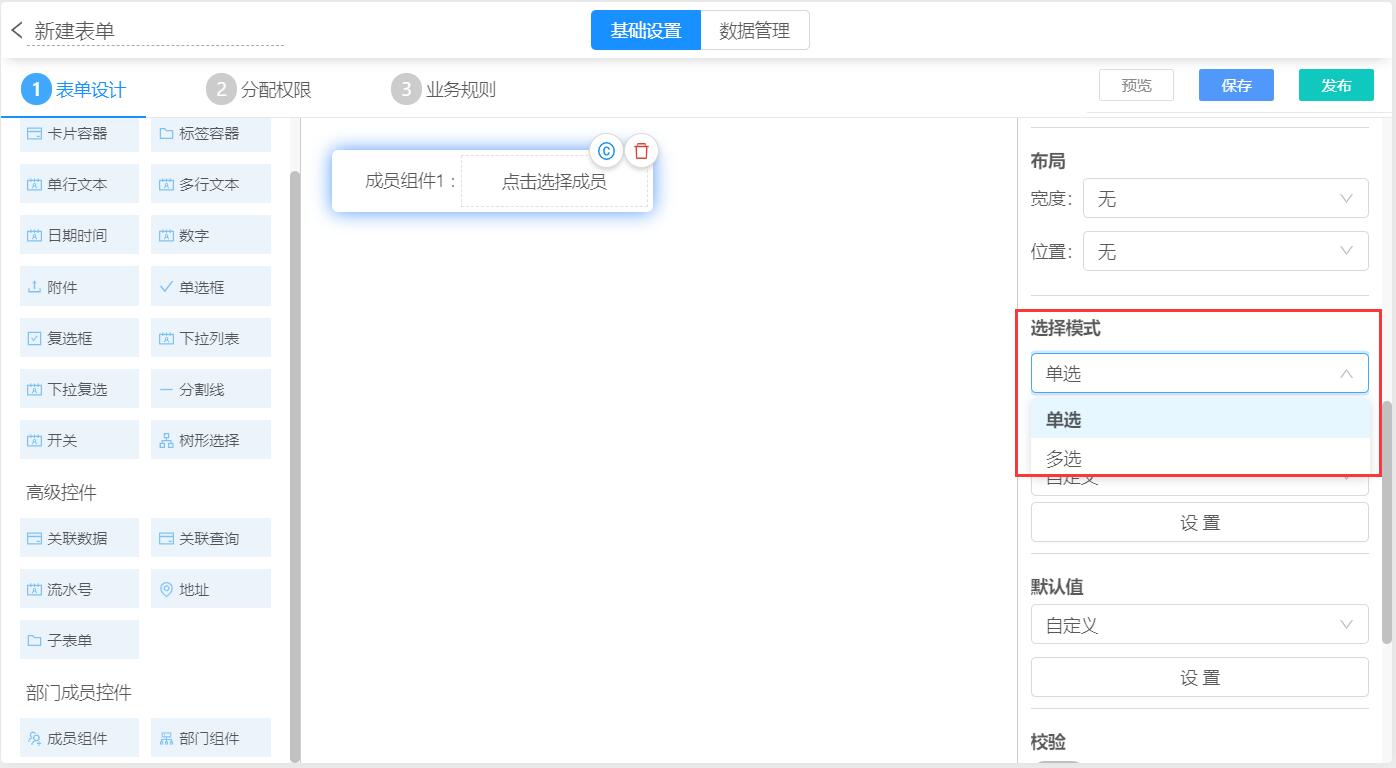 新建表单
基础设置 数据管理
1 表单设计 2 分配权限 3 业务规则 预览 保存 发布
卡片容器 标签容器
单行文本 多行文本
日期时间 数字
附件 单选框
复选框 下拉列表
下拉复选 分割线
开关 树形选择
高级控件
关联数据 关联查询
流水号 地址
子表单
部门成员控件
成员组件 部门组件
成员组件1 : 点击选择成员
布局
宽度: 无
位置: 无
选择模式
单选
单选
多选
自定义
设 置
默认值
自定义
设 置
校验